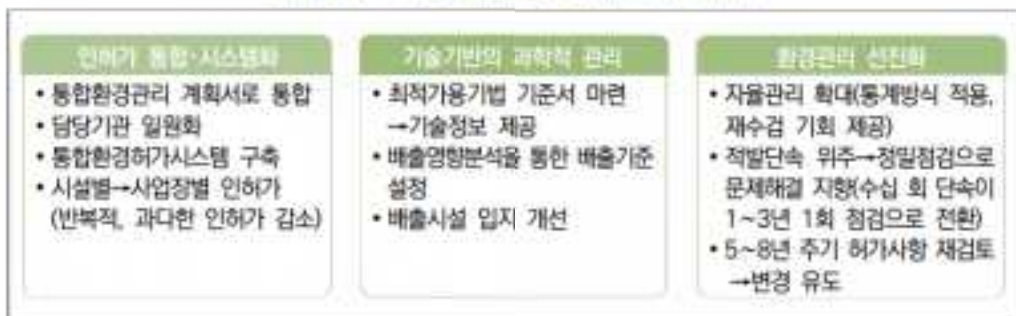 인허가 통합·시스템화
• 통합환경관리 계획서로 통합
• 담당기관 일원화
• 통합환경허가시스템 구축
• 시설별→사업장별 인허가
(반복적, 과다한 인허가 감소)
기술기반의 과학적 관리
• 최적가용기법 기준서 마련
→기술정보 제공
• 배출영향분석을 통한 배출기준
설정
• 배출시설 입지 개선
환경관리 선진화
• 자율관리 확대(통계방식 적용,
재수검 기회 제공)
• 적발단속 위주→정밀점검으로
문제해결 지향(수십 회 단속이
1~3년 1회 점검으로 전환)
• 5~8년 주기 허가사항 재검토
→변경 유도